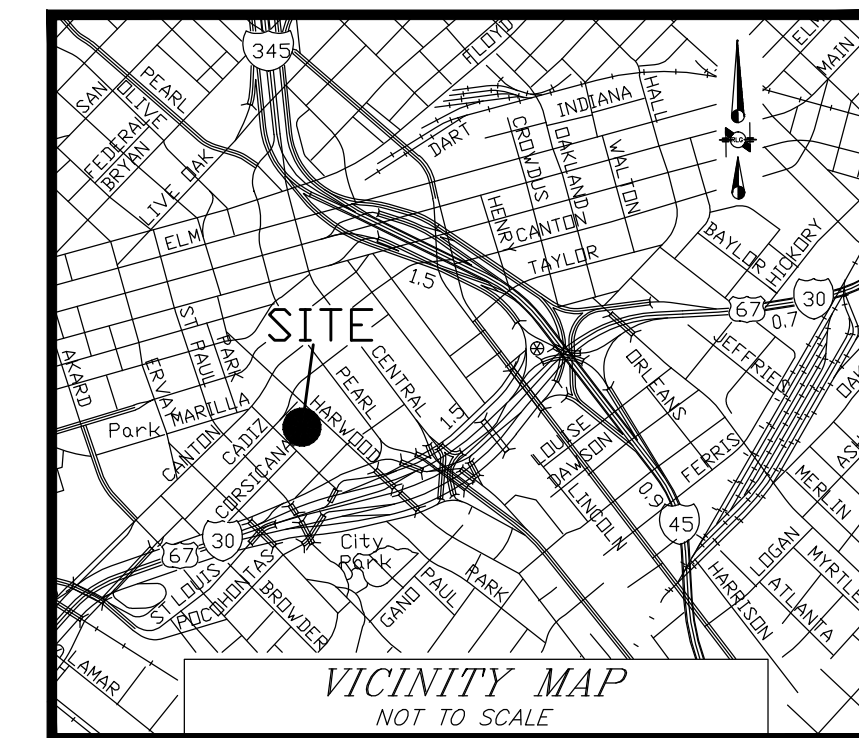 345
FLOYD
ELM
MAIN
SAN
OLIVE
PEARL
FEDERAL
BRYAN
LIVE OAK
DART
INDIANA
HALL
CROWDUS
OAKLAND
WALTON
HENRY
CANTON
TAYLOR
RLG
BAYLOR
HICKORY
ELM
1.5
67
0.7
30
SITE
ST PAUL
PARK
AKARD
ERVAY
MARILLA
Park
CANTON
CADIZ
CORSICANA
PEARL
HARWOOD
CENTRAL
1.5
ORLEANS
JEFFRIES
LOUISE
DAWSON
LINCOLN
FERRIS
0.9
45
MERLIN
LOGAN
MYRTLE
ATLANTA
HARRISON
67
30
City
Park
ST LOUIS
POCOHONTAS
BROWDER
GANO
PAUL
PARK
LAMAR
VICINITY MAP
NOT TO SCALE